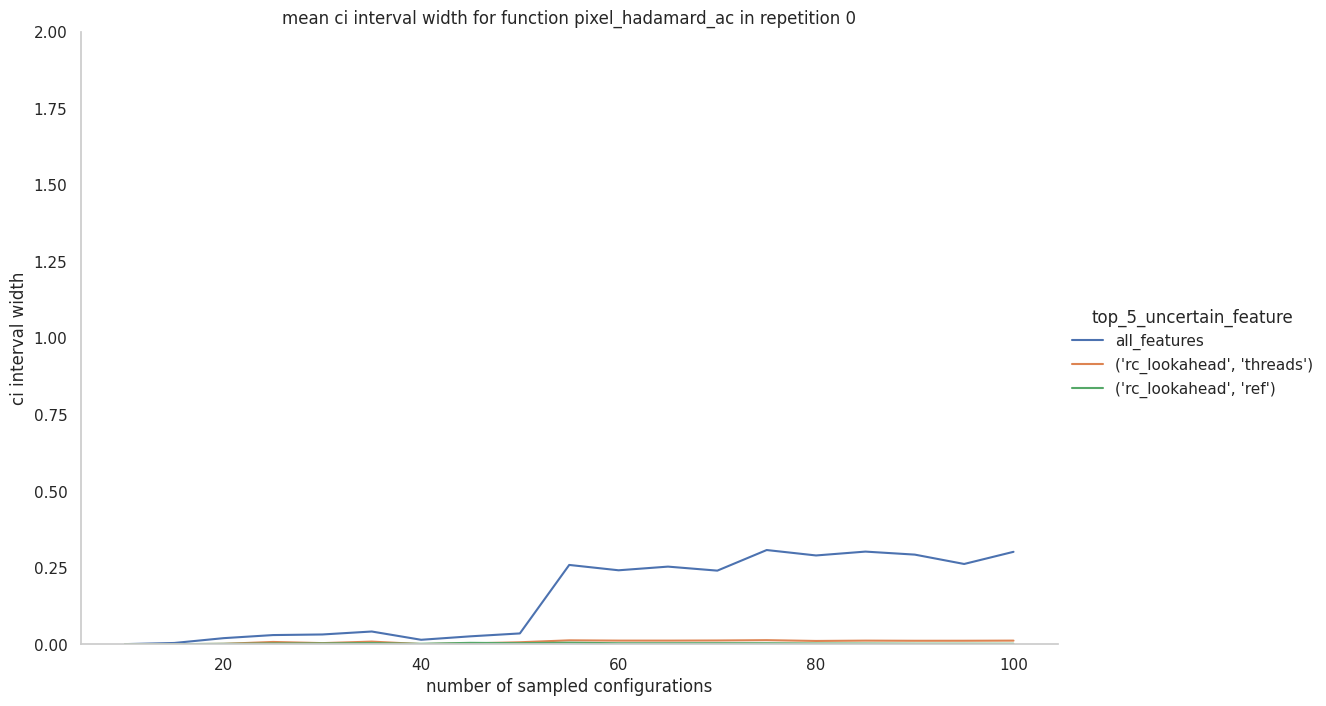 mean ci interval width for function pixel_hadamard_ac in repetition 0
2.00
1.75
1.50
1.25
1.00
0.75
0.50
0.25
0.00
ci interval width
20
40
60
80
100
number of sampled configurations
top_5_uncertain_feature
all_features
('rc_lookahead', 'threads')
('rc_lookahead', 'ref')